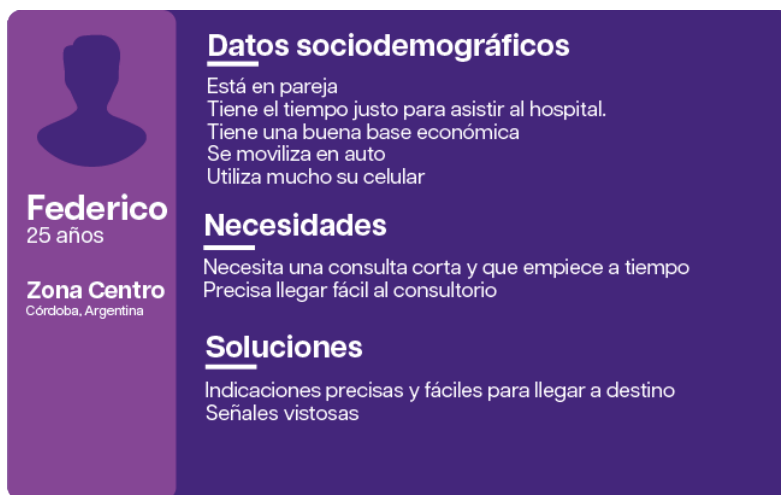 Federico
25 años
Zona Centro
Córdoba, Argentina
Datos sociodemográficos
Está en pareja
Tiene el tiempo justo para asistir al hospital.
Tiene una buena base económica
Se moviliza en auto
Utiliza mucho su celular
Necesidades
Necesita una consulta corta y que empiece a tiempo
Precisa llegar fácil al consultorio
Soluciones
Indicaciones precisas y fáciles para llegar a destino
Señales vistosas